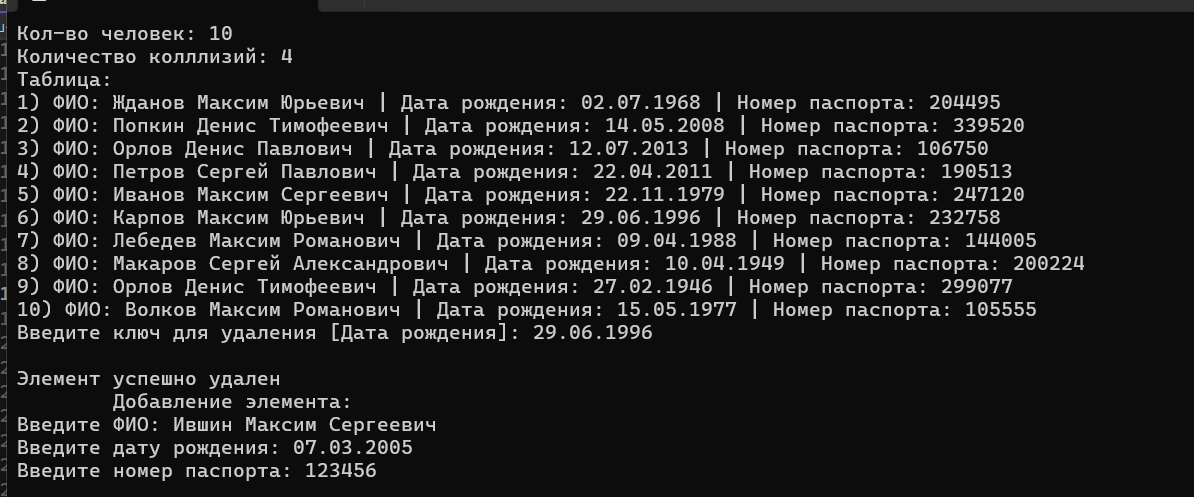 Кол-во человек: 10
Количество колллизий: 4
Таблица:
1) ФИО: Жданов Максим Юрьевич | Дата рождения: 02.07.1968 | Номер паспорта: 204495
2) ФИО: Попкин Денис Тимофеевич | Дата рождения: 14.05.2008 | Номер паспорта: 339520
3) ФИО: Орлов Денис Павлович | Дата рождения: 12.07.2013 | Номер паспорта: 106750
4) ФИО: Петров Сергей Павлович | Дата рождения: 22.04.2011 | Номер паспорта: 190513
5) ФИО: Иванов Максим Сергеевич | Дата рождения: 22.11.1979 | Номер паспорта: 247120
6) ФИО: Карпов Максим Юрьевич | Дата рождения: 29.06.1996 | Номер паспорта: 232758
7) ФИО: Лебедев Максим Романович | Дата рождения: 09.04.1988 | Номер паспорта: 144005
8) ФИО: Макаров Сергей Александрович | Дата рождения: 10.04.1949 | Номер паспорта: 200224
9) ФИО: Орлов Денис Тимофеевич | Дата рождения: 27.02.1946 | Номер паспорта: 299077
10) ФИО: Волков Максим Романович | Дата рождения: 15.05.1977 | Номер паспорта: 105555
Введите ключ для удаления [Дата рождения]: 29.06.1996
Элемент успешно удален
Добавление элемента:
Введите ФИО: Ившин Максим Сергеевич
Введите дату рождения: 07.03.2005
Введите номер паспорта: 123456